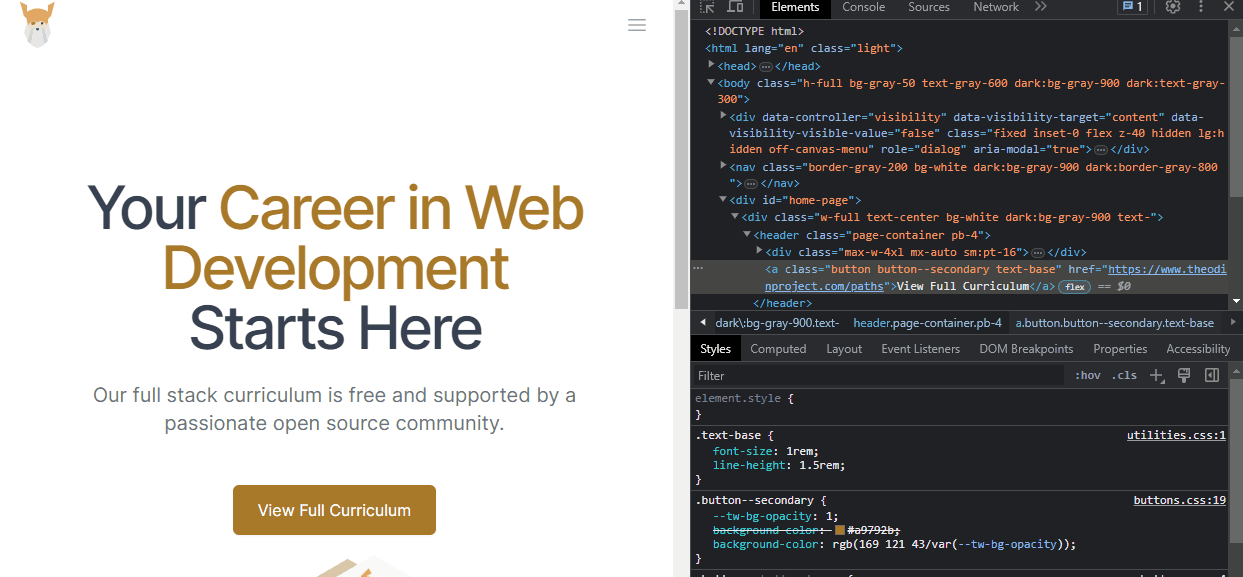 Your Career in Web
Development
Starts Here
Our full stack curriculum is free and supported by a
passionate open source community.
View Full Curriculum
Elements Console Sources Network 1
<!DOCTYPE html>
<html lang="en" class="light">
<head> </head>
<body class="h-full bg-gray-50 text-gray-600 dark:bg-gray-900 dark:text-gray-
300">
<div data-controller="visibility" data-visibility-target="content" data-
visibility-visible-value="false" class="fixed inset-0 flex z-40 hidden lg:h
idden off-canvas-menu" role="dialog" aria-modal="true"> </div>
<nav class="border-gray-200 bg-white dark:bg-gray-900 dark:border-gray-800
"> </nav>
<div id="home-page">
<div class="w-full text-center bg-white dark:bg-gray-900 text-">
<header class="page-container pb-4">
<div class="max-w-4xl mx-auto sm:pt-16"> </div>
<a class="button button--secondary text-base" href="https://www.theodi
nproject.com/paths">View Full Curriculum</a> flex == $0
</header>
dark\:bg-gray-900.text- header.page-container.pb-4 a.button.button--secondary.text-base
Styles Computed Layout Event Listeners DOM Breakpoints Properties Accessibility
Filter :hov .cls
element.style {
}
.text-base { utilities.css:1
font-size: 1rem;
line-height: 1.5rem;
}
.button--secondary { buttons.css:19
--tw-bg-opacity: 1;
background-color: #a9792b;
background-color: rgb(169 121 43/var(--tw-bg-opacity));
}